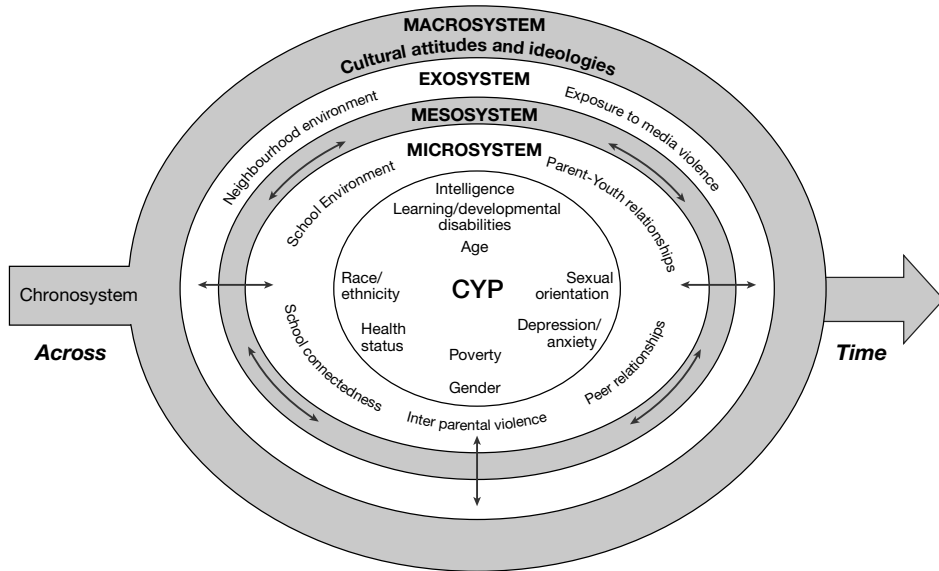 MACROSYSTEM
Cultural attitudes and ideologies
EXOSYSTEM
Neighbourhood environment
Exposure to media violence
MESOSYSTEM
MICROSYSTEM
School Environment
Parent-Youth relationships
Intelligence
Learning/developmental
disabilities
Age
Race/
ethnicity
CYP
Sexual
orientation
Health
status
Depression/
anxiety
Poverty
Gender
School connectedness
Inter parental violence
Peer relationships
Chronosystem
Across
Time